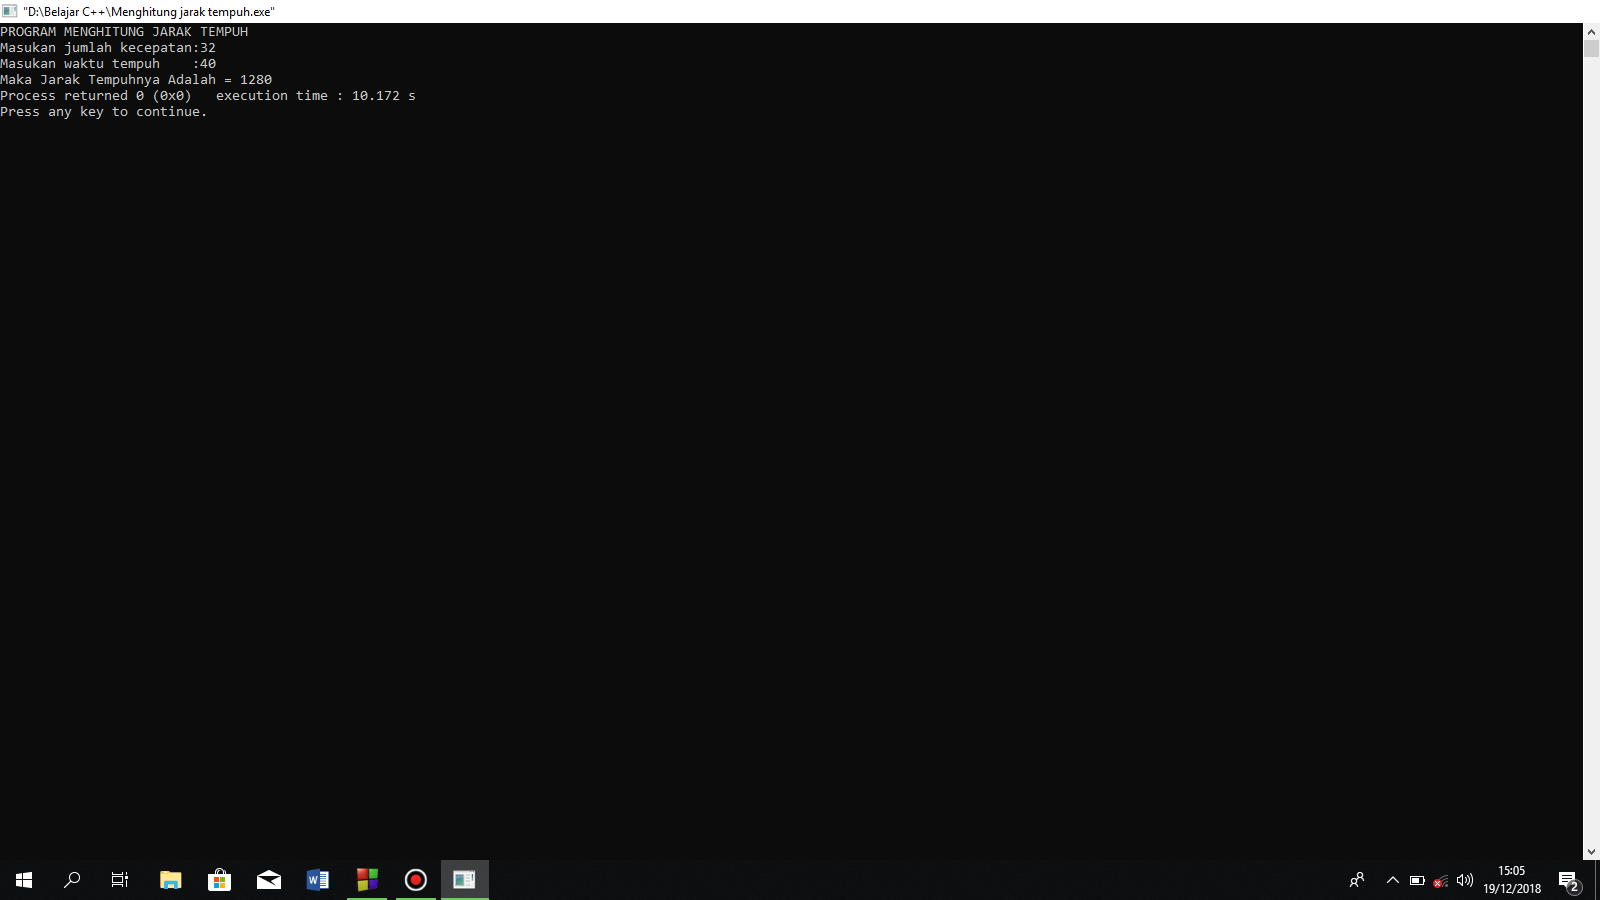 "D:\Belajar C++\Menghitung jarak tempuh.exe"
PROGRAM MENGHITUNG JARAK TEMPUH
Masukan jumlah kecepatan:32
Masukan waktu tempuh    :40
Maka Jarak Tempuhnya Adalah = 1280
Process returned 0 (0x0)   execution time : 10.172 s
Press any key to continue.
15:05
19/12/2018
2